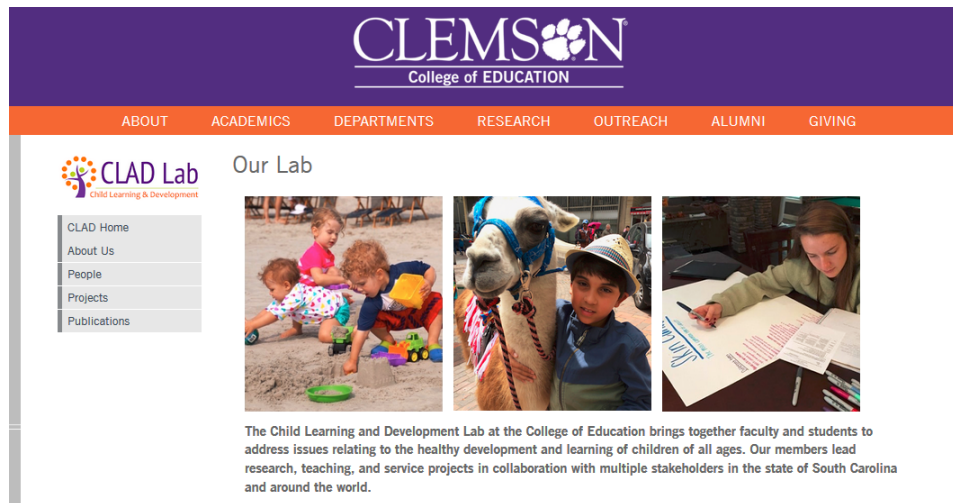 CLEMSON
College of EDUCATION
ABOUT ACADEMICS DEPARTMENTS RESEARCH OUTREACH ALUMNI GIVING
CLAD Lab
Child Learning & Development
CLAD Home
About Us
People
Projects
Publications
Our Lab
The Child Learning and Development Lab at the College of Education brings together faculty and students to
address issues relating to the healthy development and learning of children of all ages. Our members lead
research, teaching, and service projects in collaboration with multiple stakeholders in the state of South Carolina
and around the world.